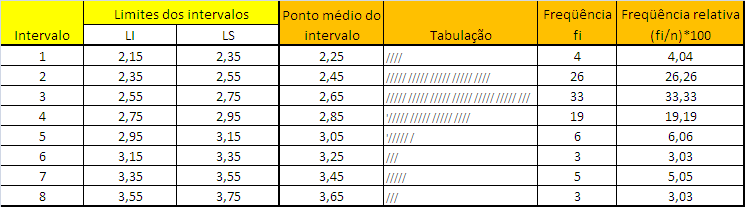 Intervalo Limites dos intervalos Ponto médio do intervalo Tabulação Freqüência fi Freqüência relativa (fi/n)*100
LI LS
1 2,15 2,35 2,25 //// 4 4,04
2 2,35 2,55 2,45 ///// ///// ///// ///// //// 26 26,26
3 2,55 2,75 2,65 ///// ///// ///// ///// ///// ///// /// 33 33,33
4 2,75 2,95 2,85 '///// ///// ///// //// 19 19,19
5 2,95 3,15 3,05 '///// / 6 6,06
6 3,15 3,35 3,25 /// 3 3,03
7 3,35 3,55 3,45 ///// 5 5,05
8 3,55 3,75 3,65 /// 3 3,03